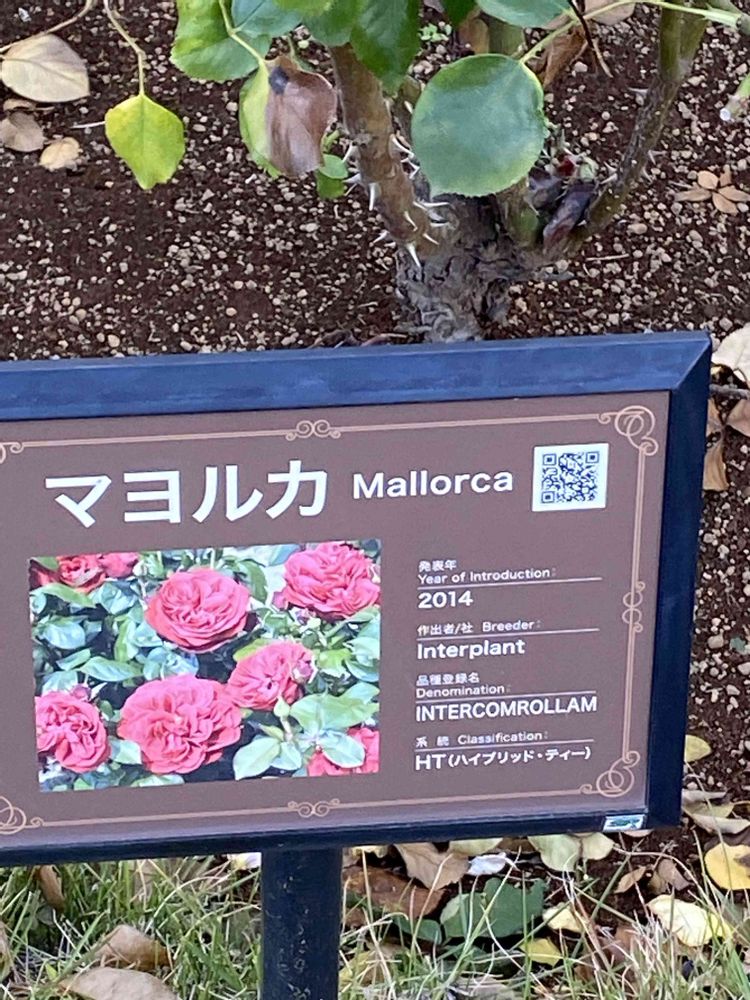 マヨルカ Mallorca
発表年
Year of Introduction:
2014
作出者/社 Breeder:
Interplant
品種登録名
Denomination:
INTERCOMROLLAM
系統 Classification:
HT(ハイブリッド・ティー)